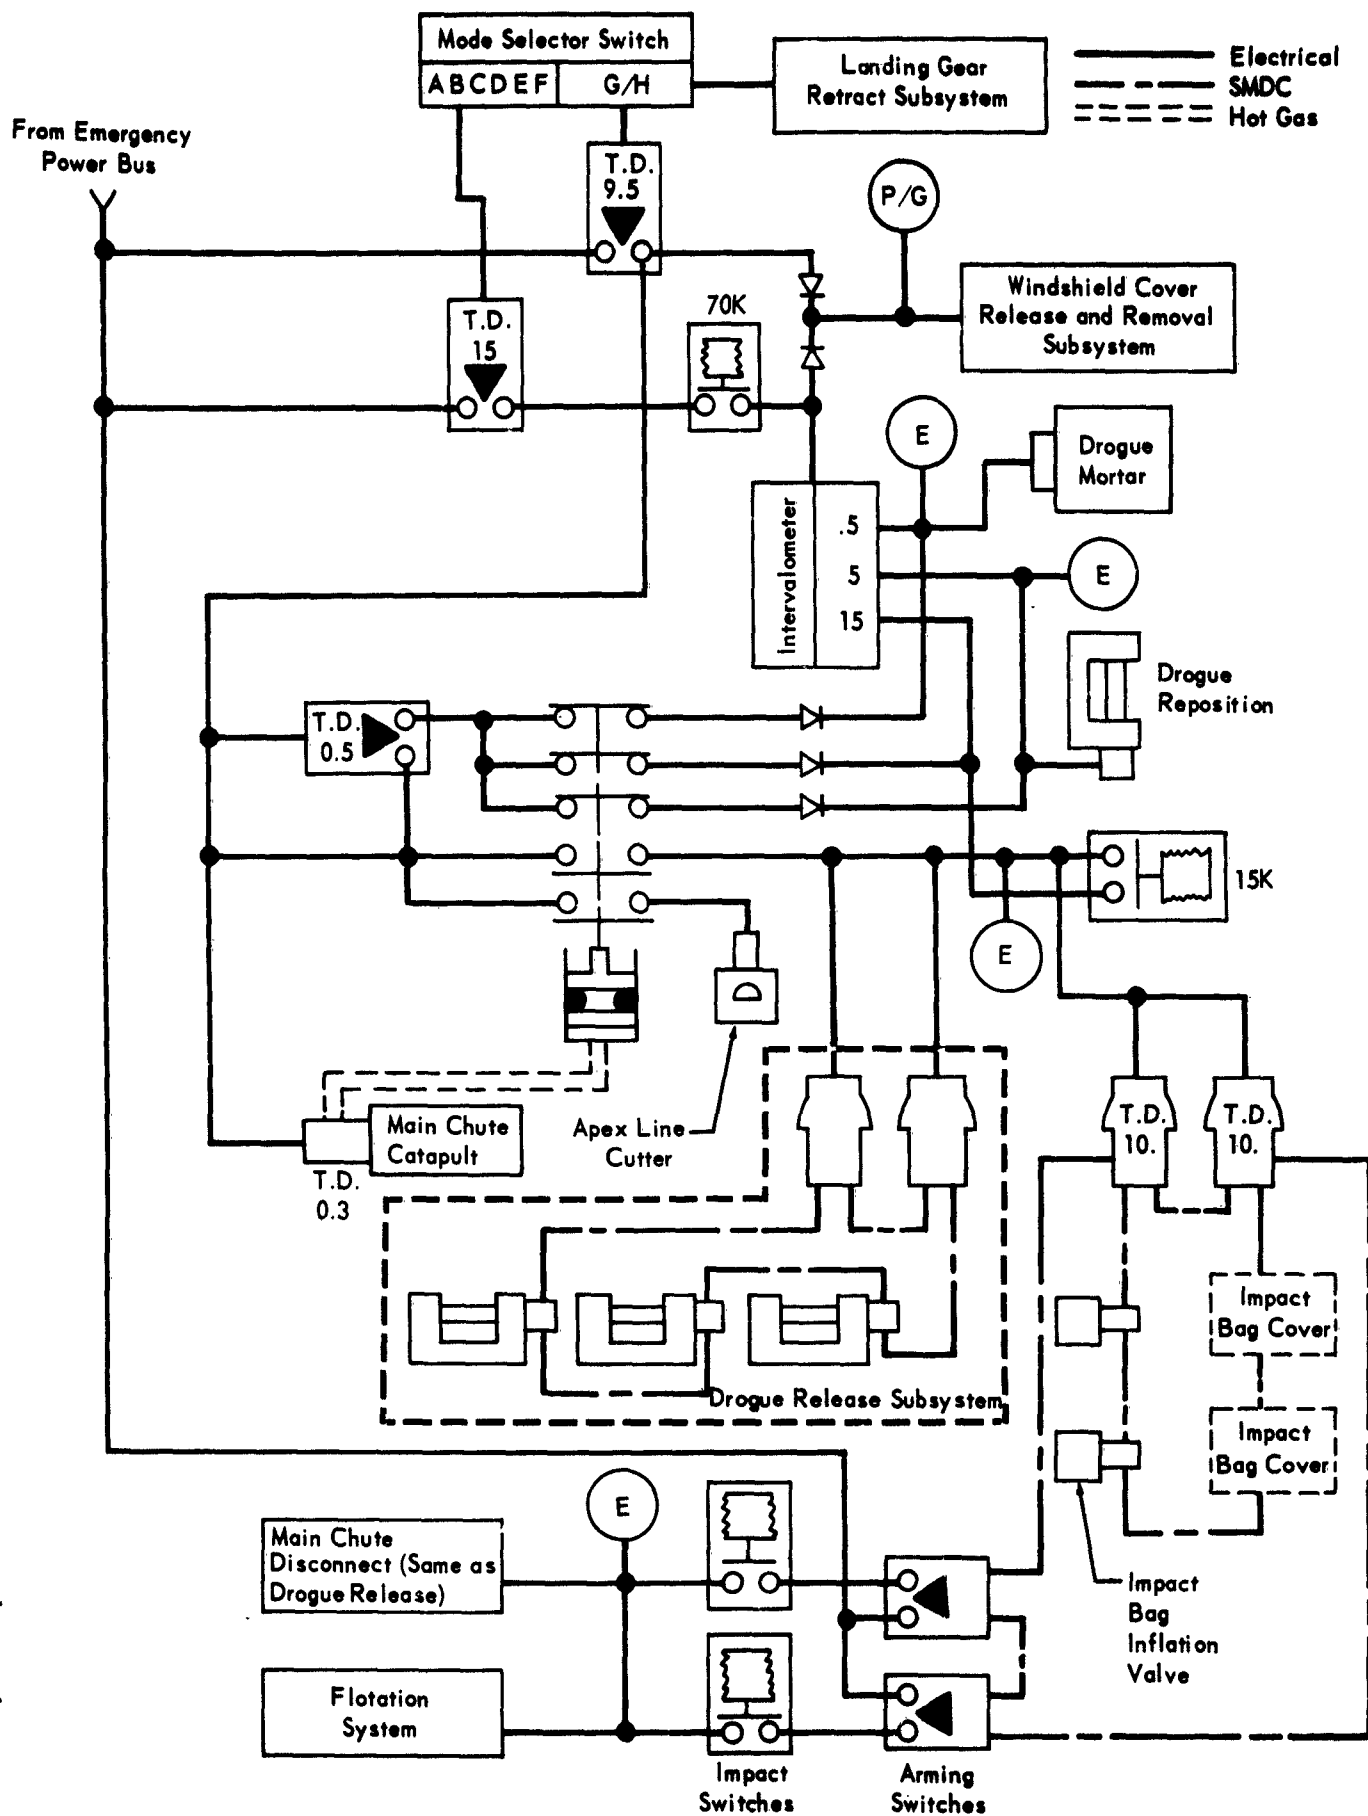 Mode Selector Switch
ABCDEF
G/H
Landing Gear
Retract Subsystem
Electrical
SMDC
Hot Gas
From Emergency
Power Bus
T.D.
9.5
P/G
T.D.
15
70K
Windshield Cover
Release and Removal
Subsystem
E
Drogue
Mortar
Intervalometer
.5
5
15
E
Drogue
Reposition
T.D.
0.5
15K
E
Apex Line
Cutter
Main Chute
Catapult
T.D.
0.3
T.D.
10.
T.D.
10.
Impact
Bag Cover
Drogue Release Subsystem
Impact
Bag Cover
E
Main Chute
Disconnect (Same as
Drogue Release)
Impact
Bag
Inflation
Valve
Flotation
System
Impact
Switches
Arming
Switches